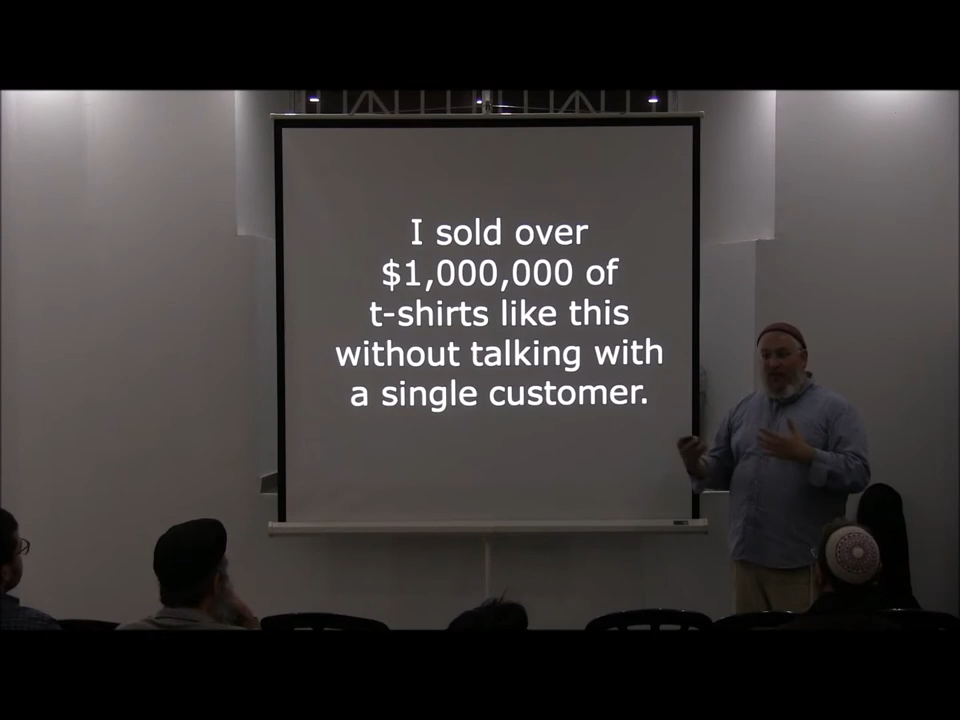 I sold over
$1,000,000 of
t-shirts like this
without talking with
a single customer.